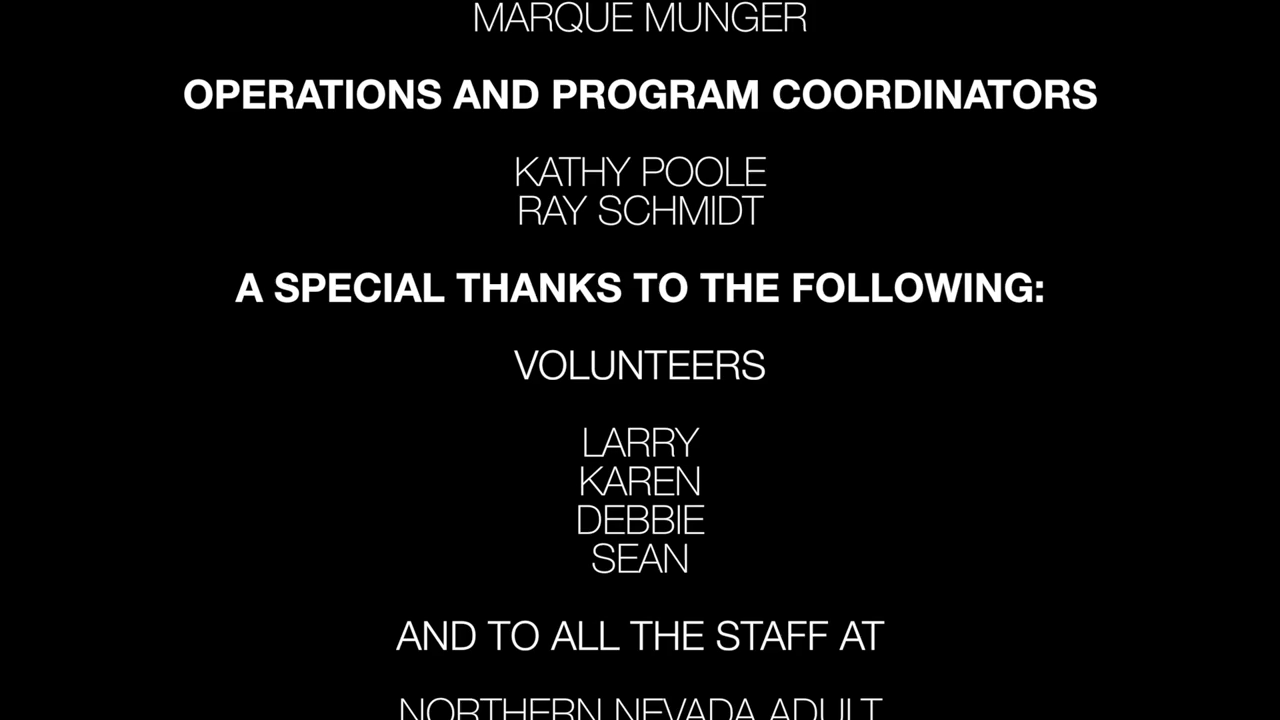 MARQUE MUNGER
OPERATIONS AND PROGRAM COORDINATORS
KATHY POOLE
RAY SCHMIDT
A SPECIAL THANKS TO THE FOLLOWING:
VOLUNTEERS
LARRY
KAREN
DEBBIE
SEAN
AND TO ALL THE STAFF AT
NORTHERN NEVADA ADULT